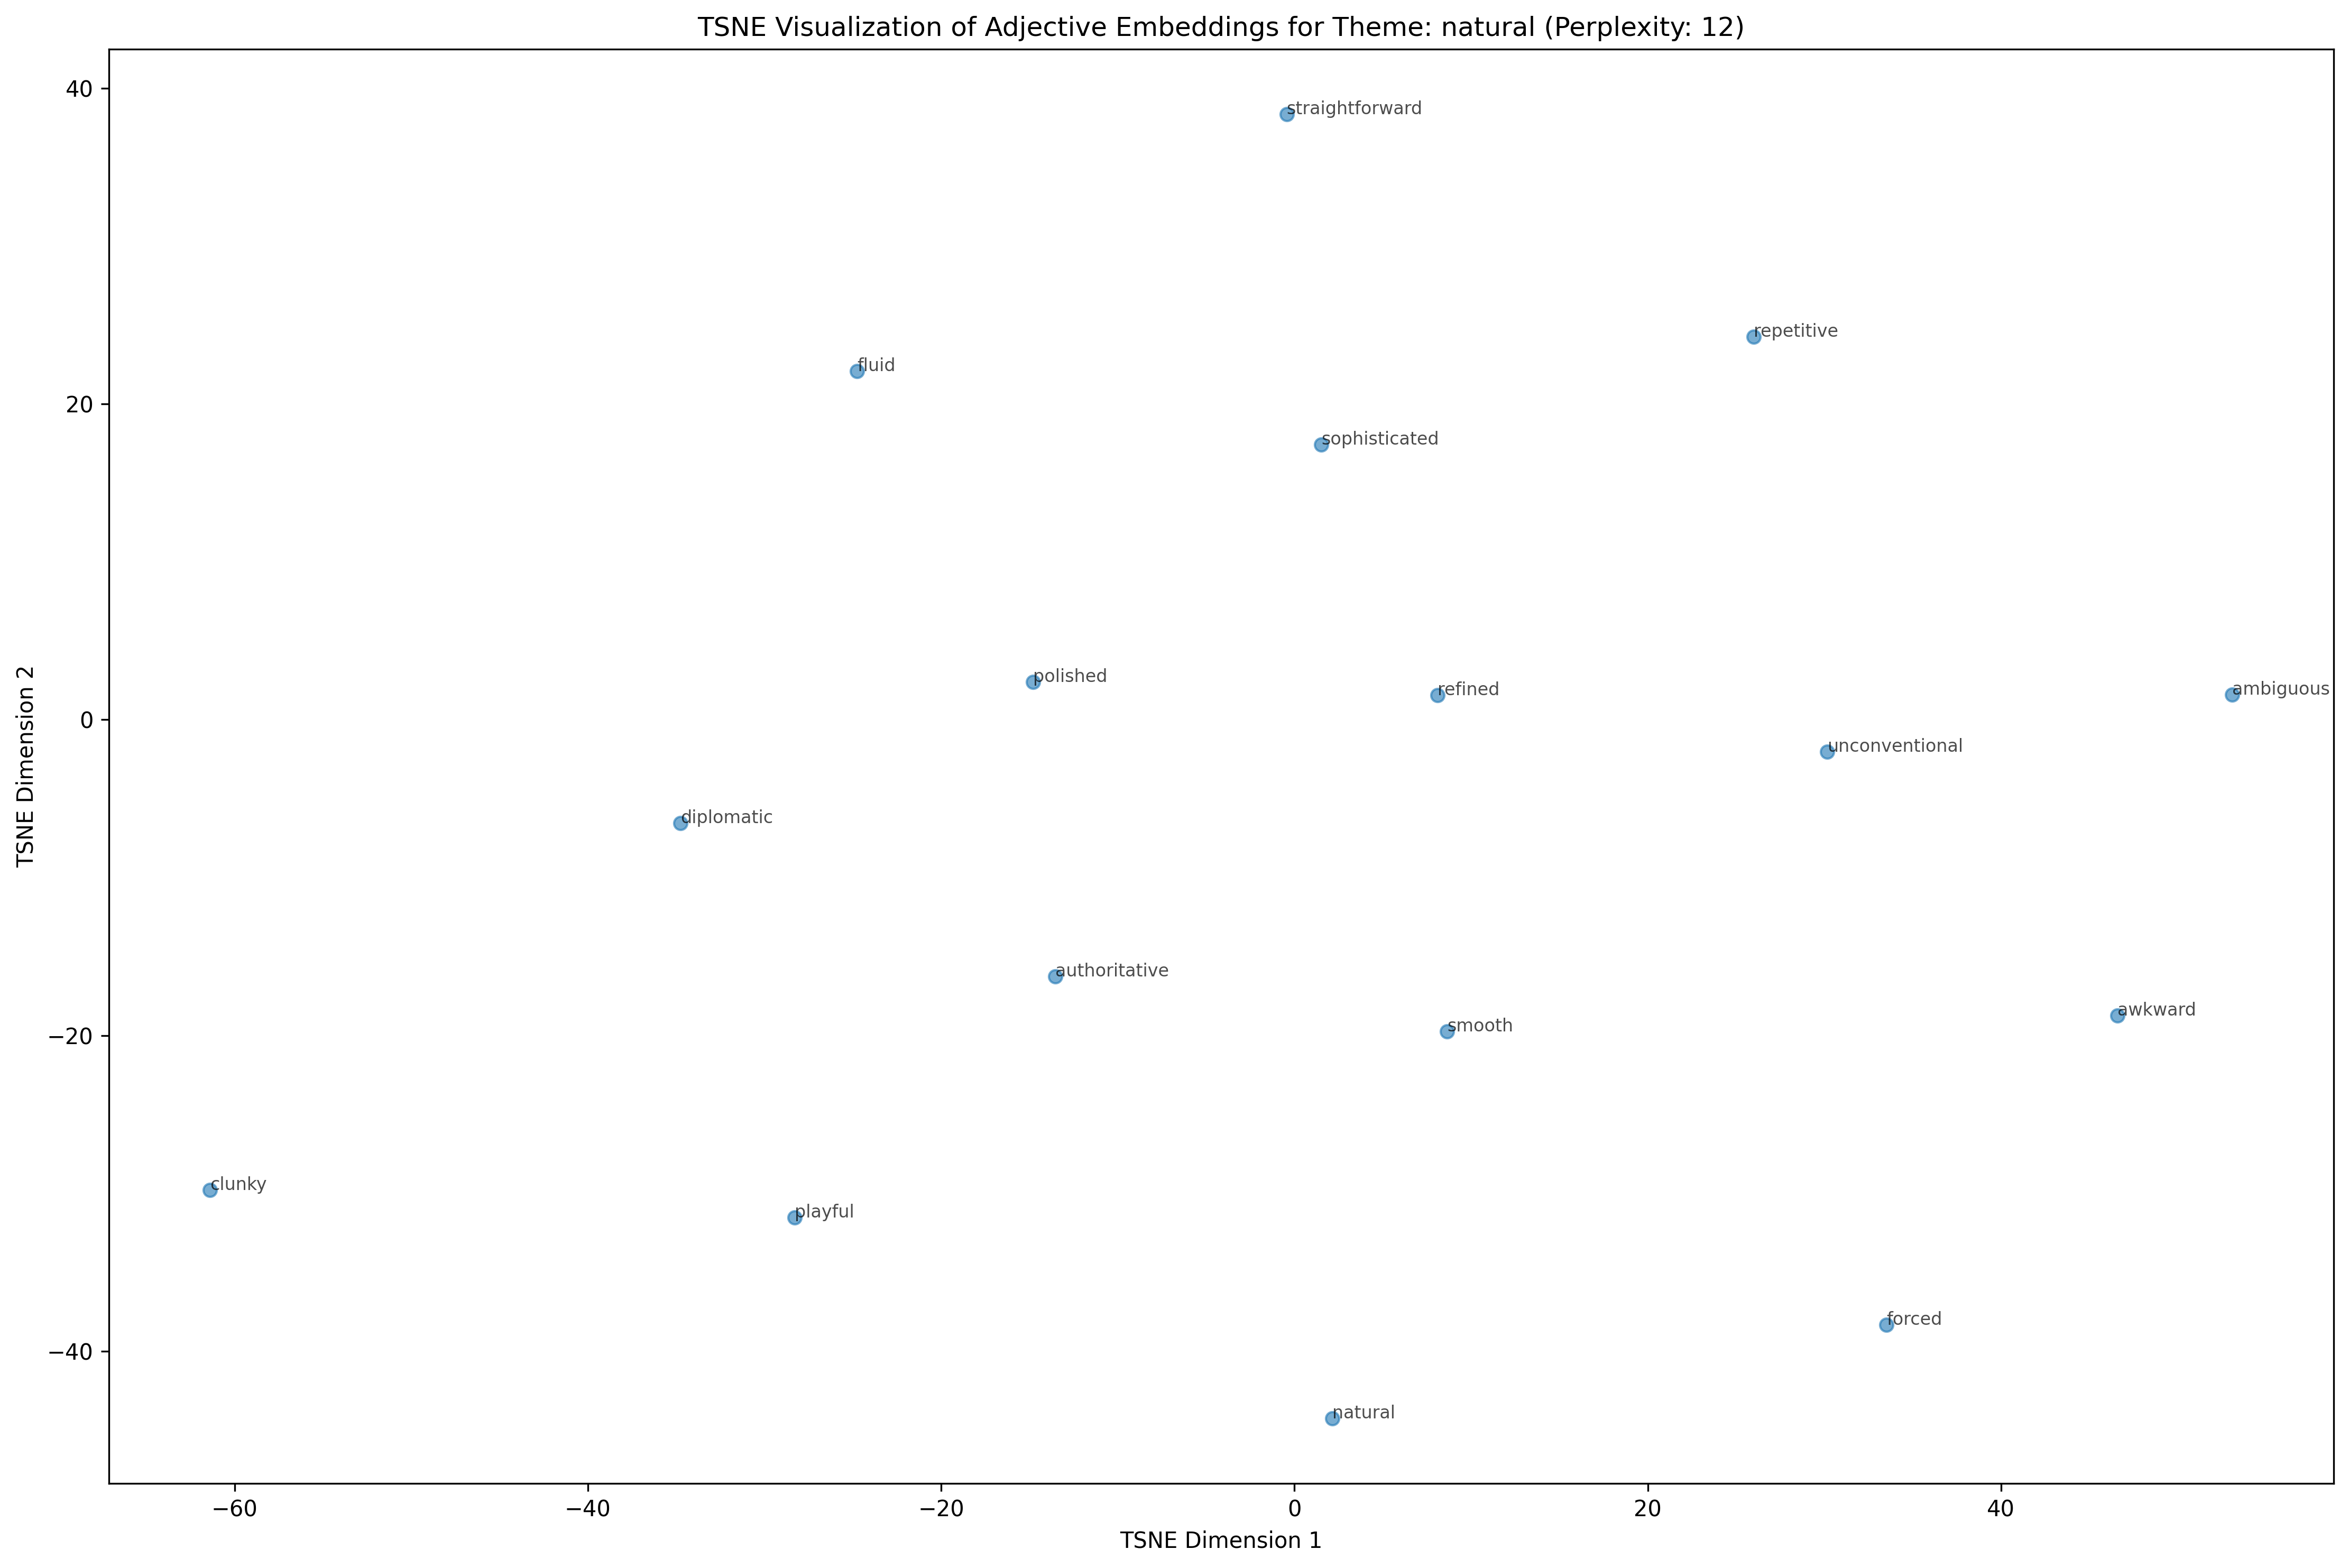 TSNE Visualization of Adjective Embeddings for Theme: natural (Perplexity: 12)
40
straightforward
repetitive
fluid
20
sophisticated
polished
refined
ambiguous
0
unconventional
TSNE Dimension 2
diplomatic
authoritative
awkward
smooth
−20
clunky
playful
forced
−40
natural
−60
−40
−20
0
20
40
TSNE Dimension 1